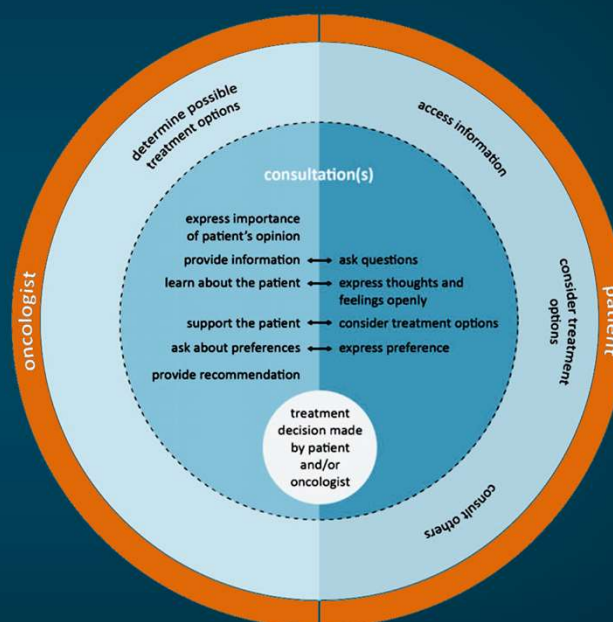 oncologist
patient
determine possible
treatment options
access information
consider treatment
options
consult others
consultation(s)
express importance
of patient's opinion
provide information ↔ ask questions
learn about the patient ↔ express thoughts and
feelings openly
support the patient ↔ consider treatment options
ask about preferences ↔ express preference
provide recommendation
treatment
decision made
by patient
and/or
oncologist